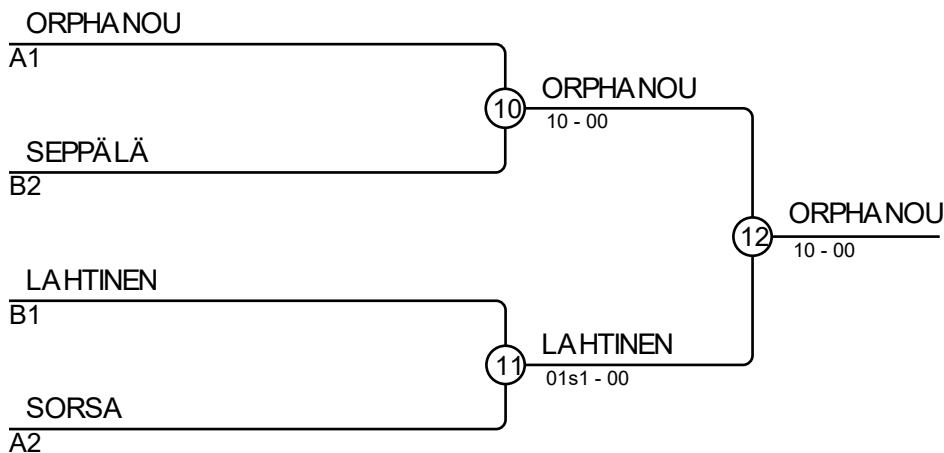 ORPHANOU
A1
10
ORPHANOU
10 - 00
SEPPÄLÄ
B2
12
ORPHANOU
10 - 00
LAHTINEN
B1
11
LAHTINEN
01s1 - 00
SORSA
A2